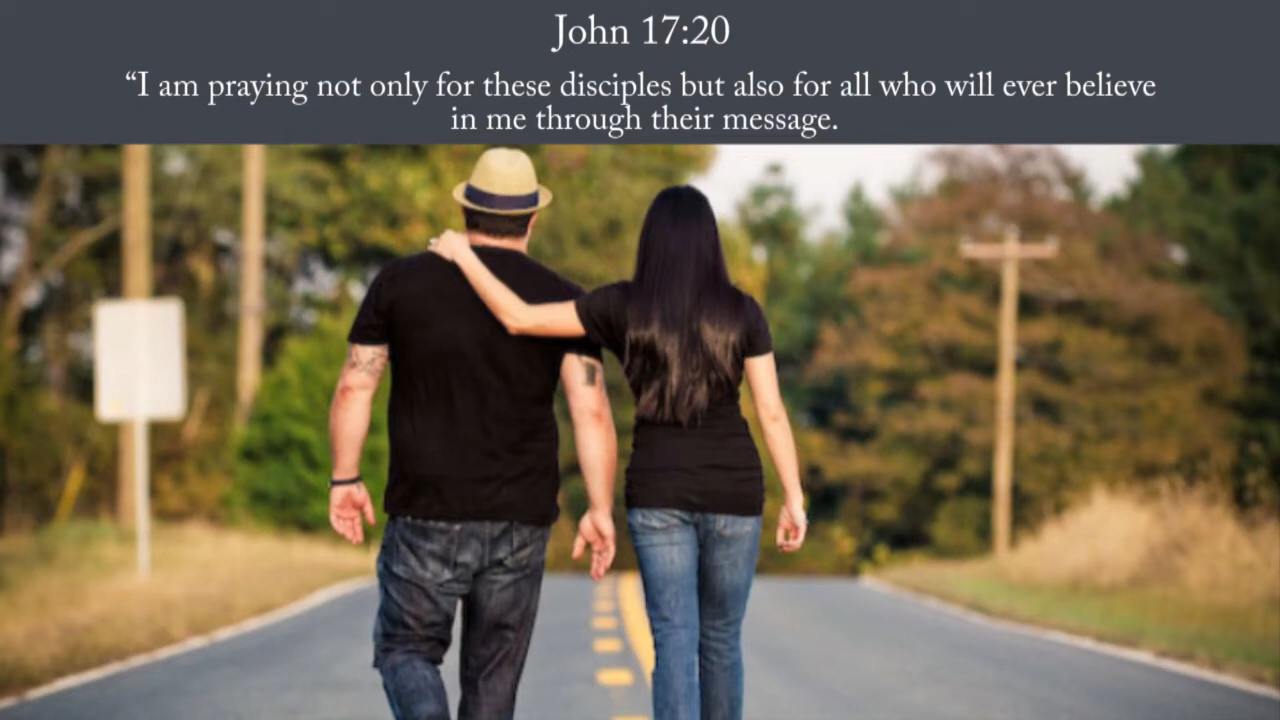 John 17:20
“I am praying not only for these disciples but also for all who will ever believe
in me through their message.